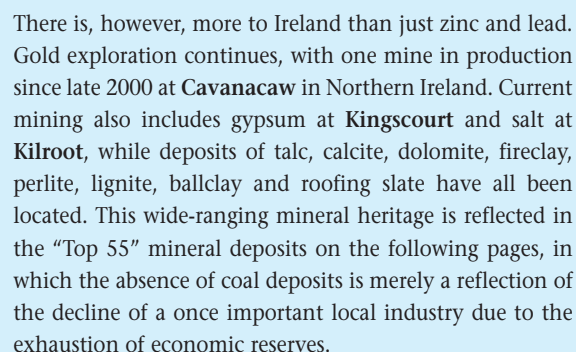 There is, however, more to Ireland than just zinc and lead.
Gold exploration continues, with one mine in production
since late 2000 at Cavanacaw in Northern Ireland. Current
mining also includes gypsum at Kingscourt and salt at
Kilroot, while deposits of talc, calcite, dolomite, fireclay,
perlite, lignite, ballclay and roofing slate have all been
located. This wide-ranging mineral heritage is reflected in
the “Top 55” mineral deposits on the following pages, in
which the absence of coal deposits is merely a reflection of
the decline of a once important local industry due to the
exhaustion of economic reserves.